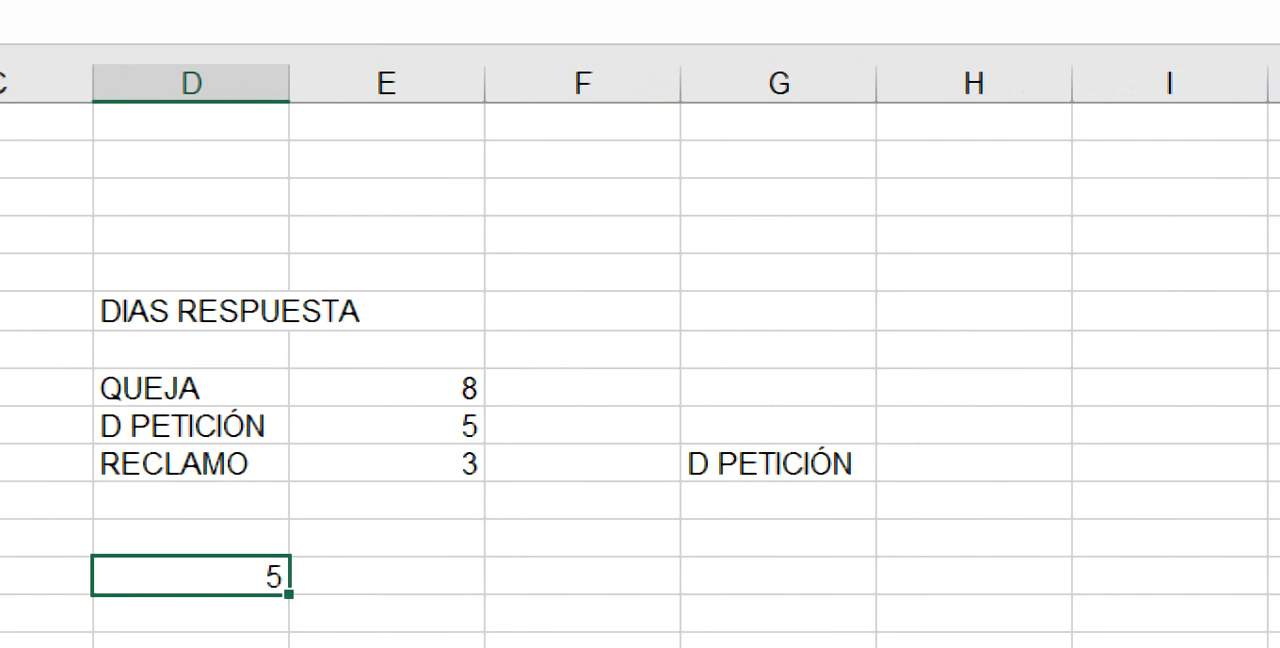 D E F G H I
DIAS RESPUESTA
QUEJA 8
D PETICIÓN 5
RECLAMO 3 D PETICIÓN
5